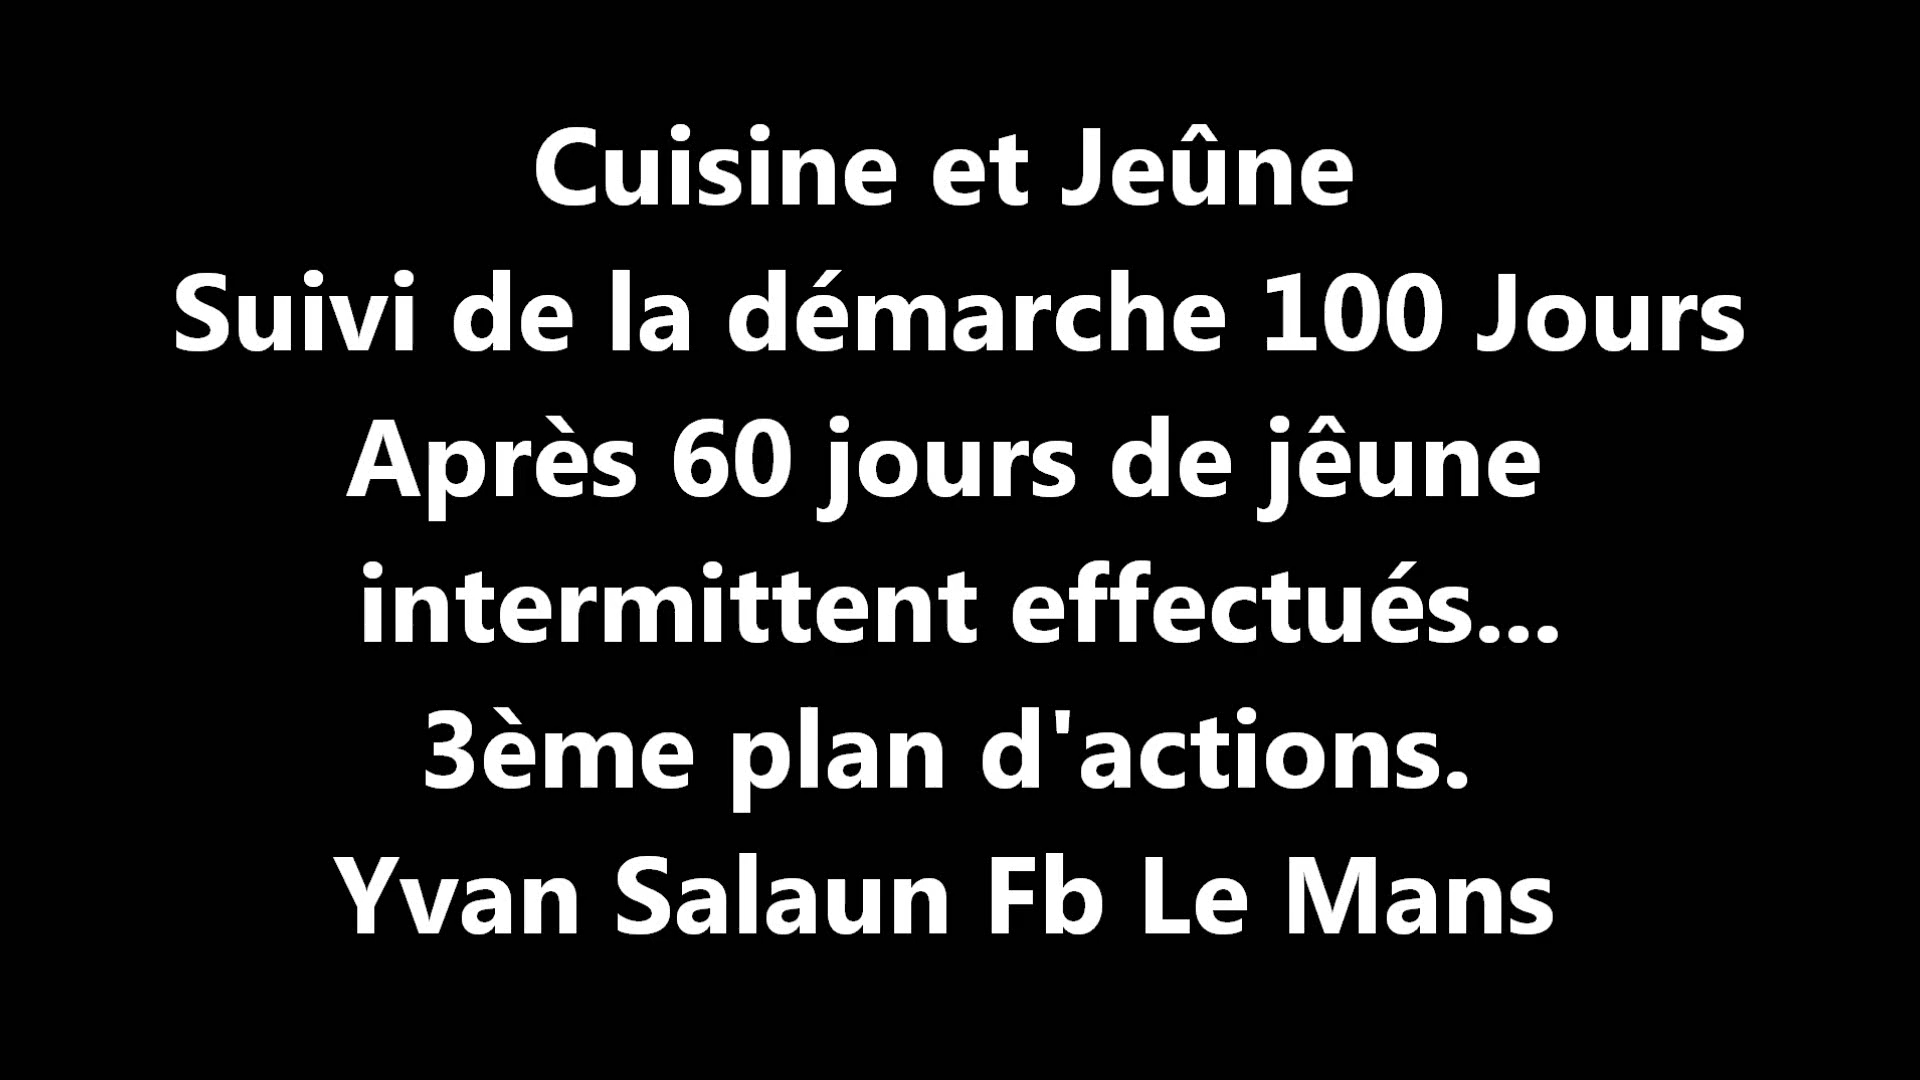 Cuisine et Jeûne
Suivi de la démarche 100 Jours
Après 60 jours de jêune
intermittent effectués...
3ème plan d'actions.
Yvan Salaun Fb Le Mans